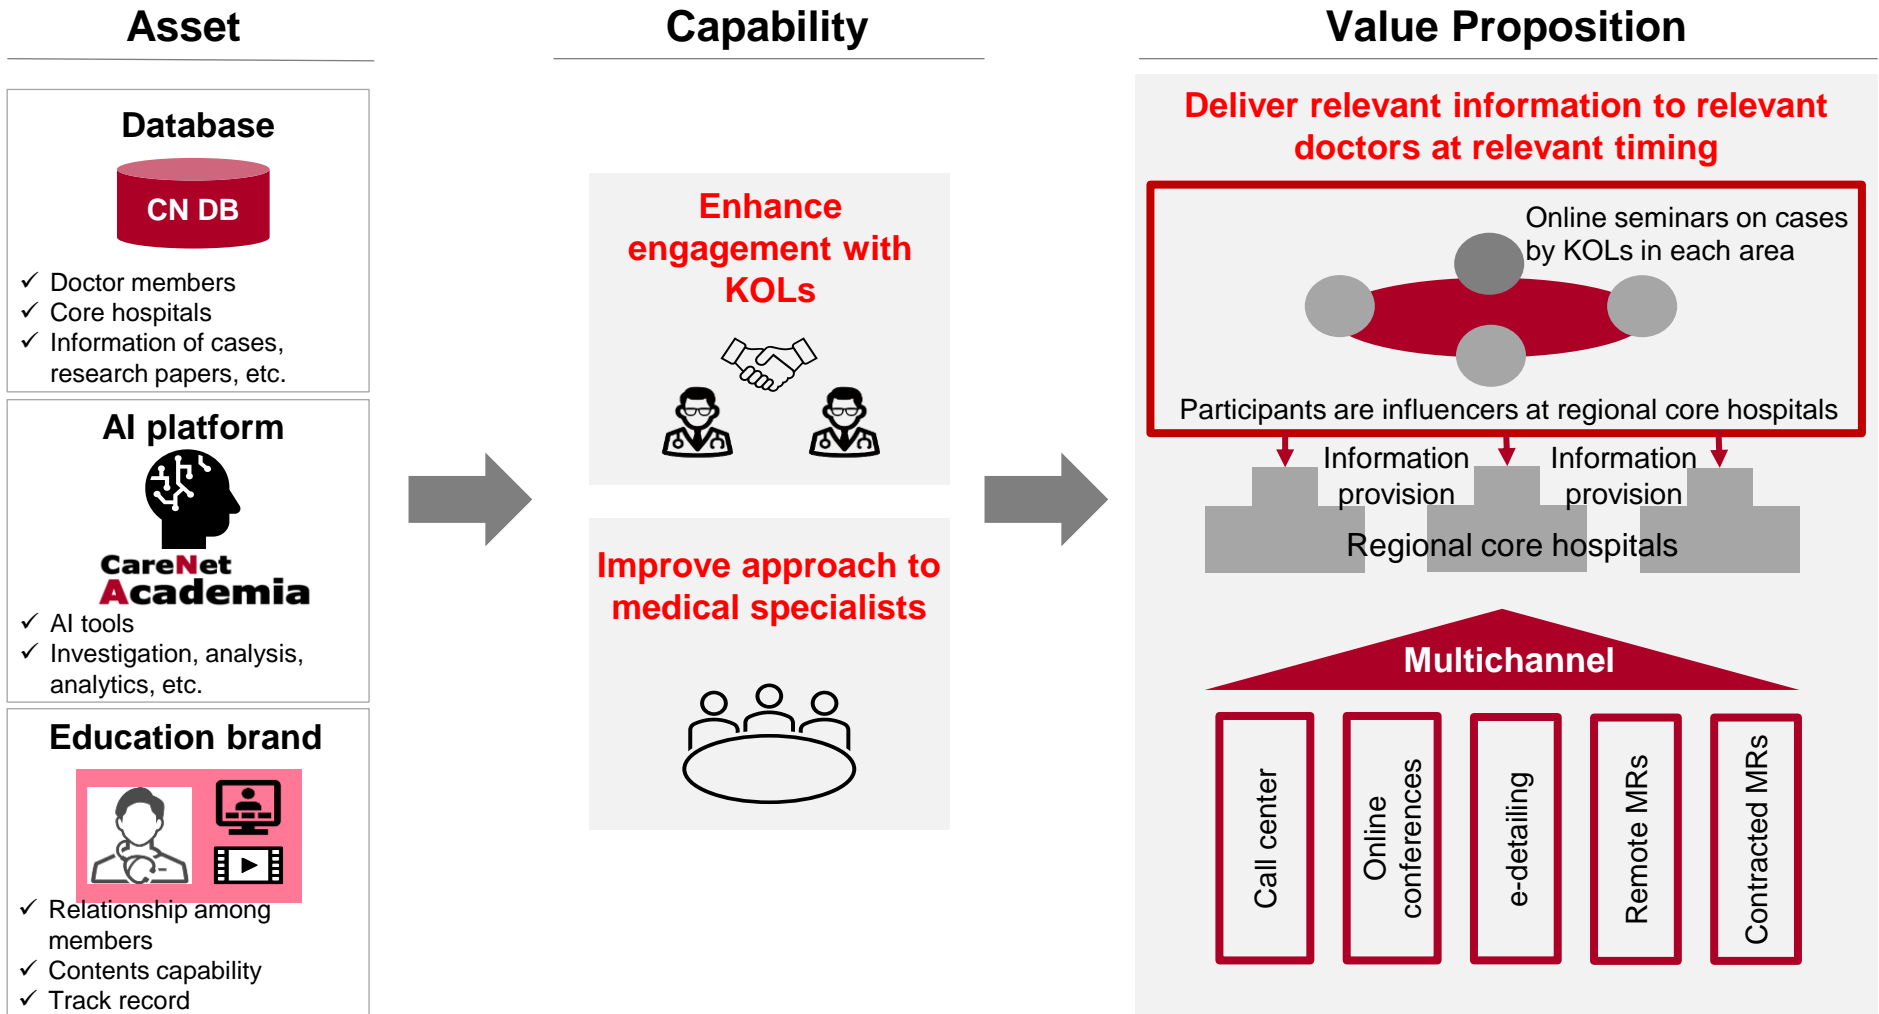 Asset
Capability
Value Proposition
Database
CN DB
✓ Doctor members
✓ Core hospitals
✓ Information of cases,
research papers, etc.
AI platform
CareNet
Academia
✓ AI tools
✓ Investigation, analysis,
analytics, etc.
Education brand
✓ Relationship among
members
✓ Contents capability
✓ Track record
Enhance
engagement with
KOLs
Improve approach to
medical specialists
Deliver relevant information to relevant
doctors at relevant timing
Online seminars on cases
by KOLs in each area
Participants are influencers at regional core hospitals
Information
provision
Information
provision
Regional core hospitals
Multichannel
Call center
Online
conferences
e-detailing
Remote MRs
Contracted MRs